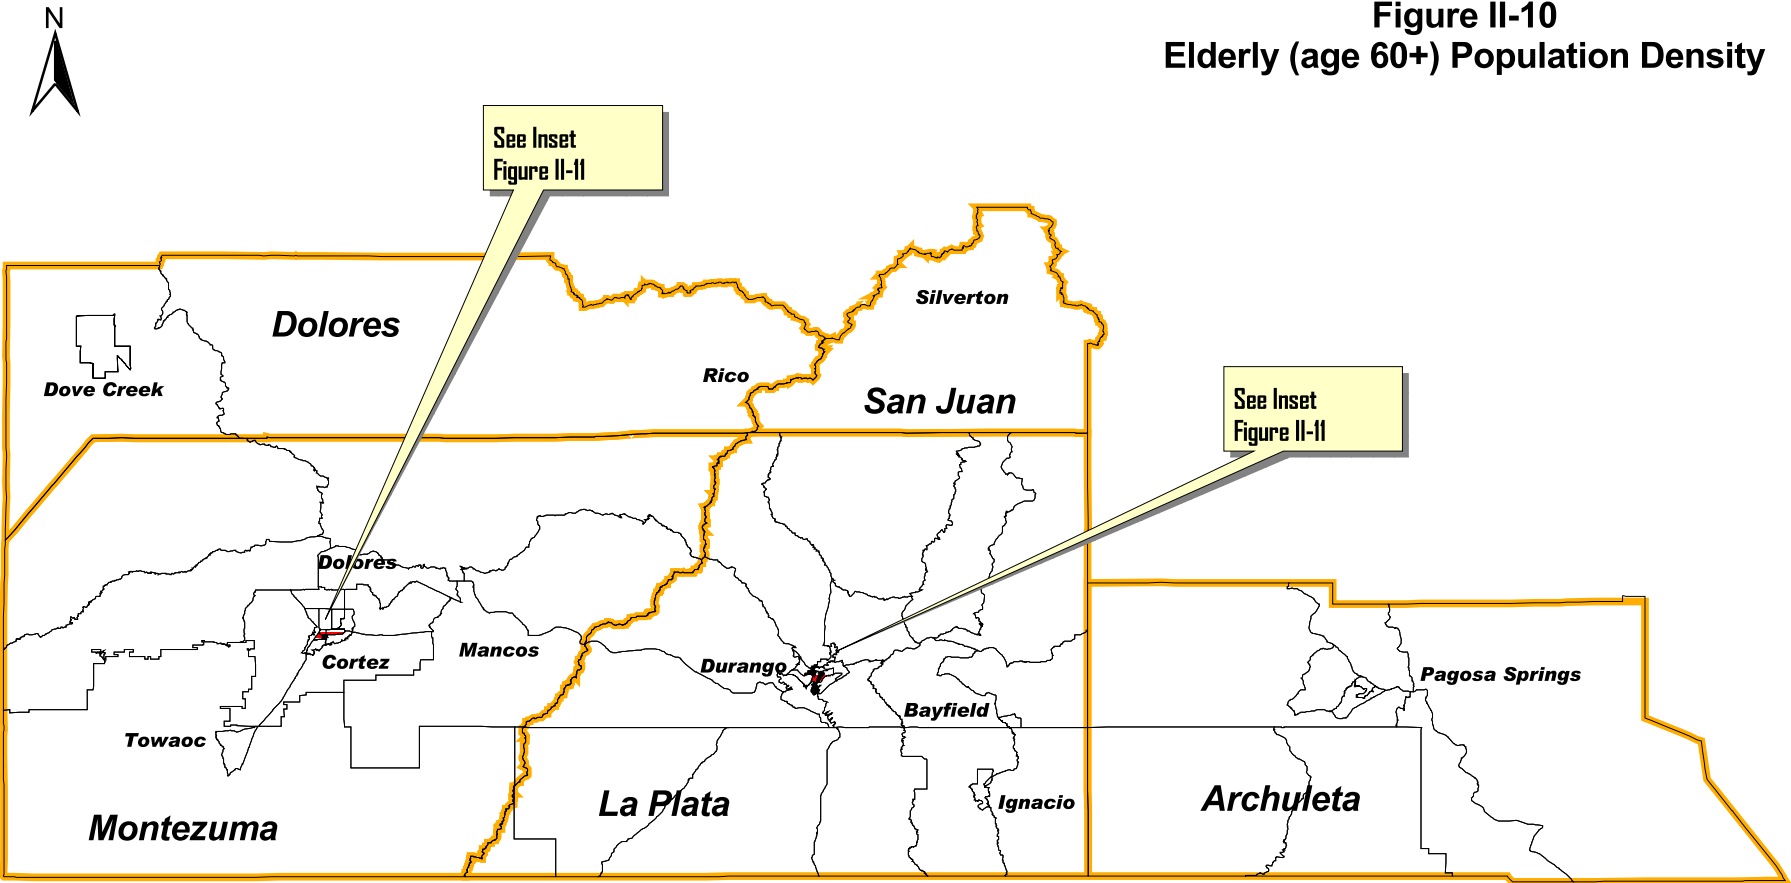 N
Figure II-10
Elderly (age 60+) Population Density
See Inset
Figure II-11
Silverton
Dolores
Dove Creek
Rico
San Juan
See Inset
Figure II-11
Dolores
Cortez
Mancos
Durango
Pagosa Springs
Bayfield
Towaoc
Ignacio
La Plata
Archuleta
Montezuma